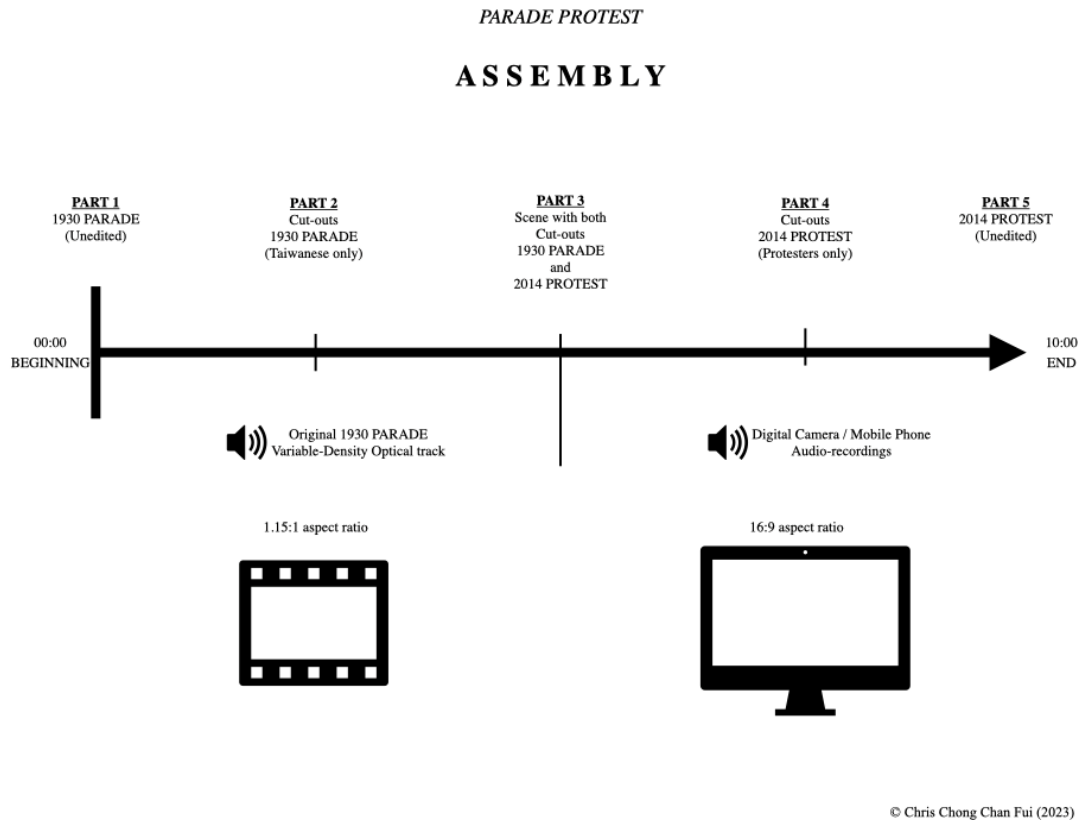 PARADE PROTEST
ASSEMBLY
PART 1
1930 PARADE
(Unedited)
PART 2
Cut-outs
1930 PARADE
(Taiwanese only)
PART 3
Scene with both
Cut-outs
1930 PARADE
and
2014 PROTEST
PART 4
Cut-outs
2014 PROTEST
(Protesters only)
PART 5
2014 PROTEST
(Unedited)
00:00
BEGINNING
10:00
END
Original 1930 PARADE
Variable-Density Optical track
Digital Camera / Mobile Phone
Audio-recordings
1.15:1 aspect ratio
16:9 aspect ratio
© Chris Chong Chan Fui (2023)